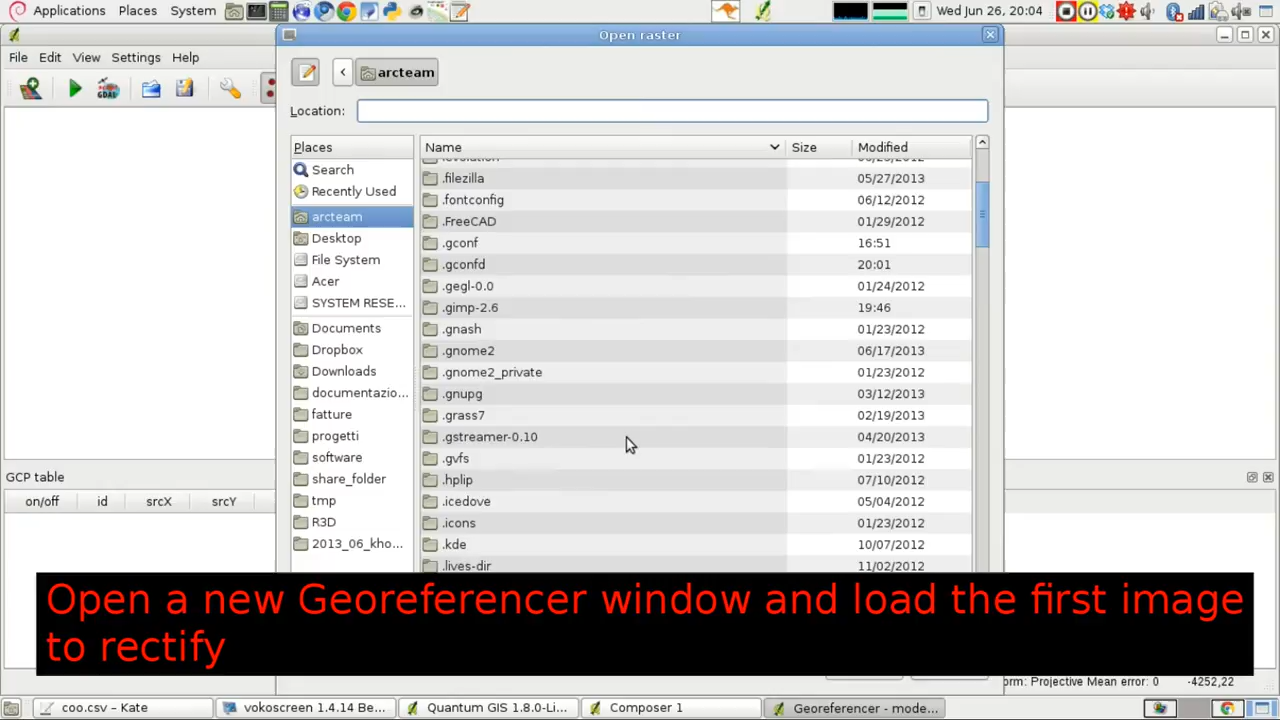 Applications Places System
Wed Jun 26, 20:04
Open raster
File Edit View Settings Help
GDAL
arcteam
Location:
Places
Name Size Modified
Search
Recently Used
arcteam
Desktop
File System
Acer
SYSTEM RESE...
Documents
Dropbox
Downloads
documentazio...
fatture
progetti
software
share_folder
tmp
R3D
2013_06_kho...
.filezilla 05/27/2013
.fontconfig 06/12/2012
.FreeCAD 01/29/2012
.gconf 16:51
.gconfd 20:01
.gegl-0.0 01/24/2012
.gimp-2.6 19:46
.gnash 01/23/2012
.gnome2 06/17/2013
.gnome2_private 01/23/2012
.gnupg 03/12/2013
.grass7 02/19/2013
.gstreamer-0.10 04/20/2013
.gvfs 01/23/2012
.hplip 07/10/2012
.icedove 05/04/2012
.icons 01/23/2012
.kde 10/07/2012
.lives-dir 11/02/2012
GCP table
on/off id srcX srcY
Open a new Georeferencer window and load the first image
to rectify
orm: Projective Mean error: 0 -4252,22
coo.csv - Kate
vokoscreen 1.4.14 Be...
Quantum GIS 1.8.0-Li...
Composer 1
Georeferencer - mode...